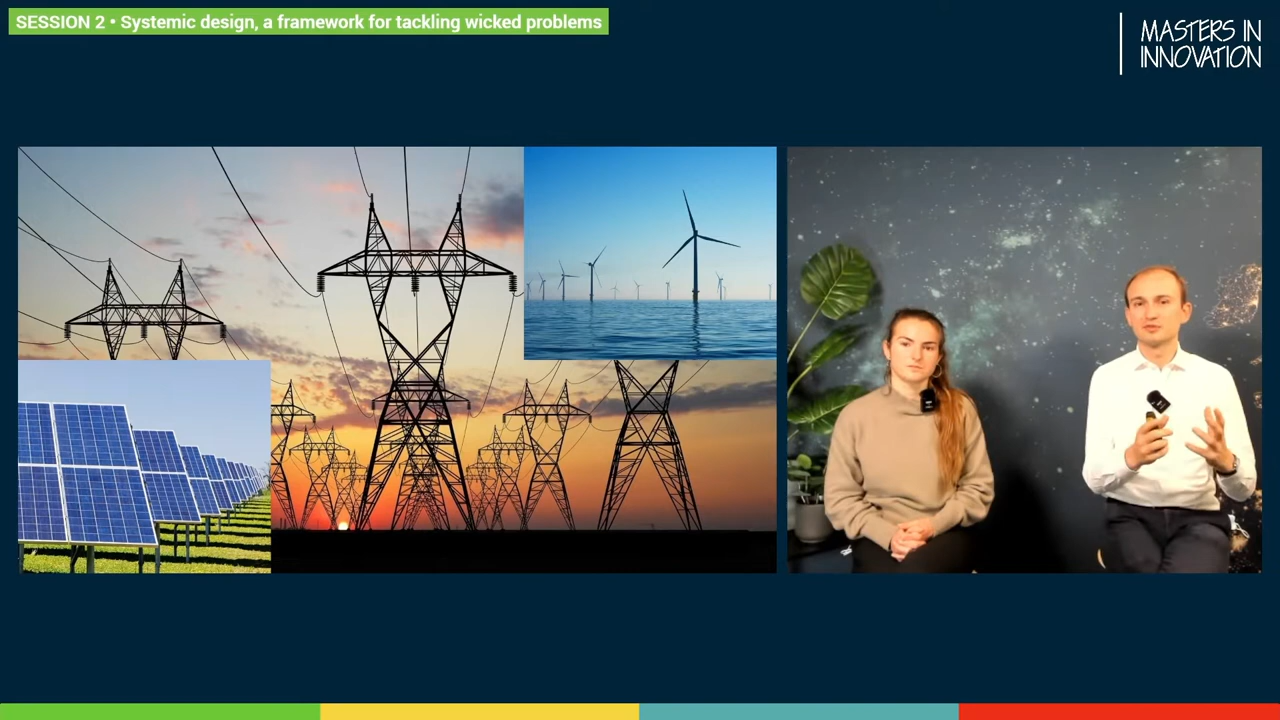 SESSION 2 • Systemic design, a framework for tackling wicked problems
MASTERS IN
INNOVATION